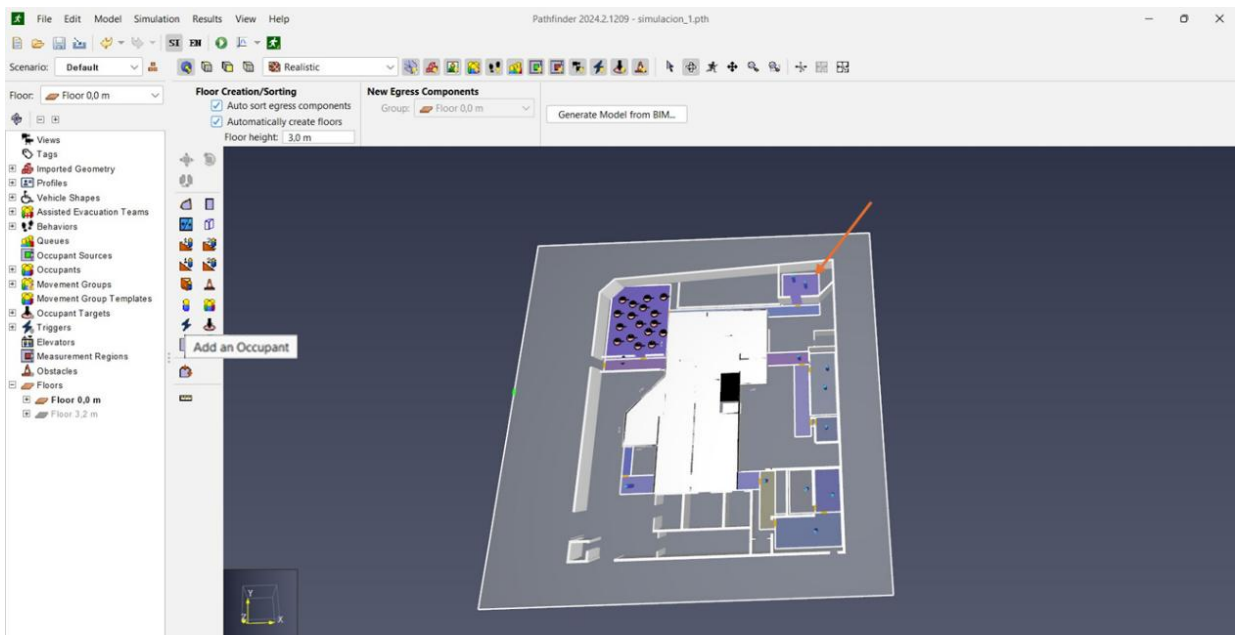 File Edit Model Simulation Results View Help Pathfinder 2024.2.1209 - simulacion_1.pth
SI EN
Scenario: Default Realistic
Floor: Floor 0,0 m
Floor Creation/Sorting
Auto sort egress components
Automatically create floors
Floor height: 3,0 m
New Egress Components
Group: Floor 0,0 m
Generate Model from BIM...
Views
Tags
Imported Geometry
Profiles
Vehicle Shapes
Assisted Evacuation Teams
Behaviors
Queues
Occupant Sources
Occupants
Movement Groups
Movement Group Templates
Occupant Targets
Triggers
Elevators
Measurement Regions
Obstacles
Floors
Floor 0,0 m
Floor 3,2 m
Add an Occupant
Y
Z X